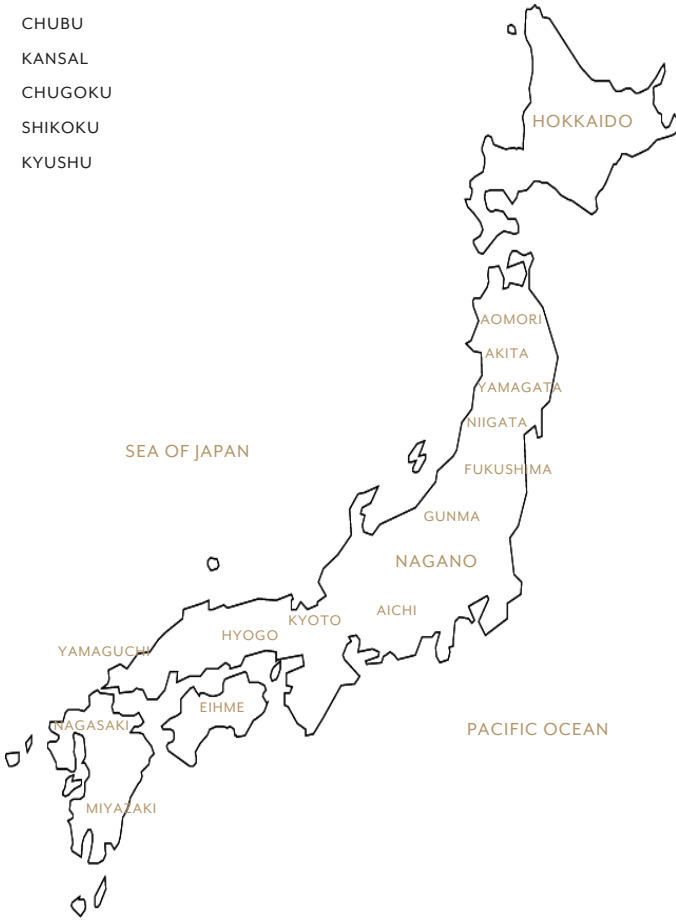 CHUBU
KANSAL
CHUGOKU
SHIKOKU
KYUSHU
HOKKAIDO
AOMORI
AKITA
YAMAGATA
NIIGATA
SEA OF JAPAN
FUKUSHIMA
GUNMA
NAGANO
AICHI
KYOTO
HYOGO
YAMAGUCHI
EIHME
NAGASAKI
PACIFIC OCEAN
MIYAZAKI